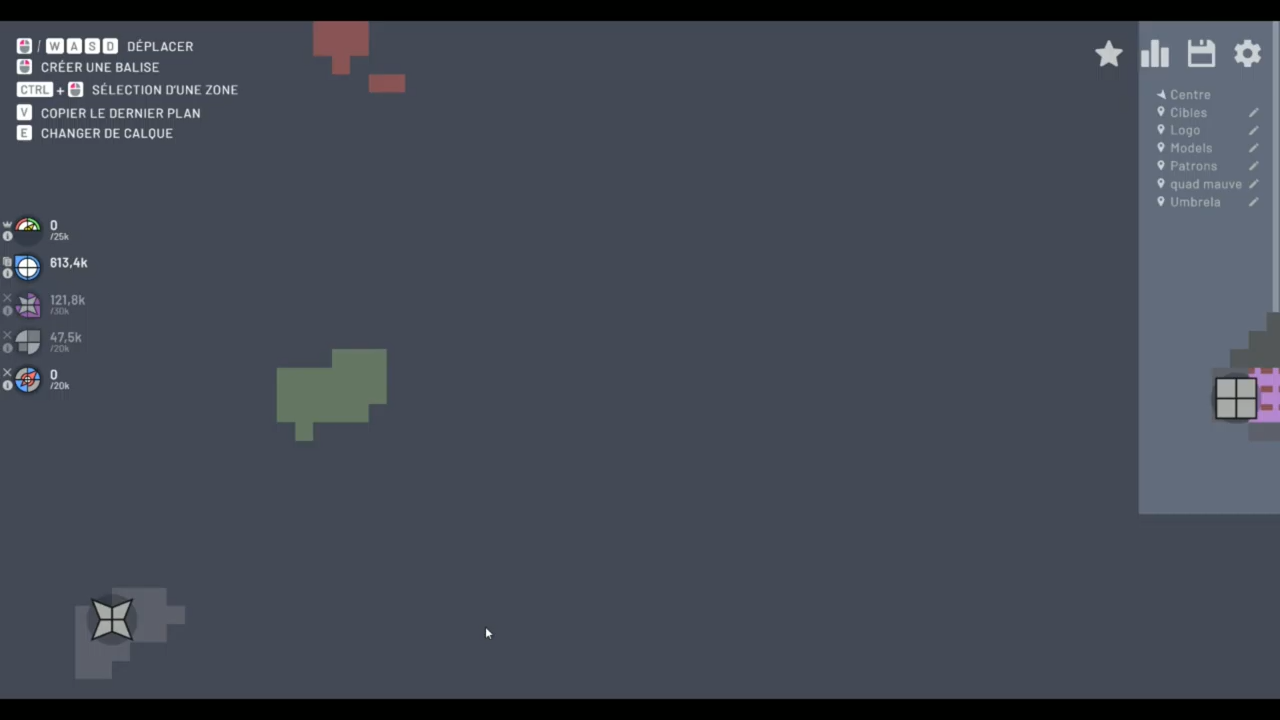 / W A S D DÉPLACER
CRÉER UNE BALISE
CTRL + SÉLECTION D'UNE ZONE
V COPIER LE DERNIER PLAN
E CHANGER DE CALQUE
Centre
Cibles
Logo
Models
Patrons
quad mauve
Umbrela
0
/25k
613,4k
121,8k
/30k
47,5k
/20k
0
/20k